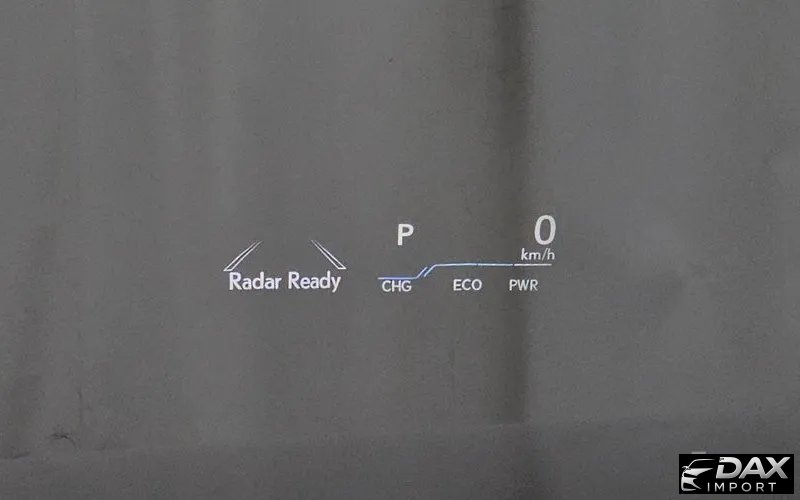 P
0
km/h
Radar Ready
CHG ECO PWR
DAX
IMPORT